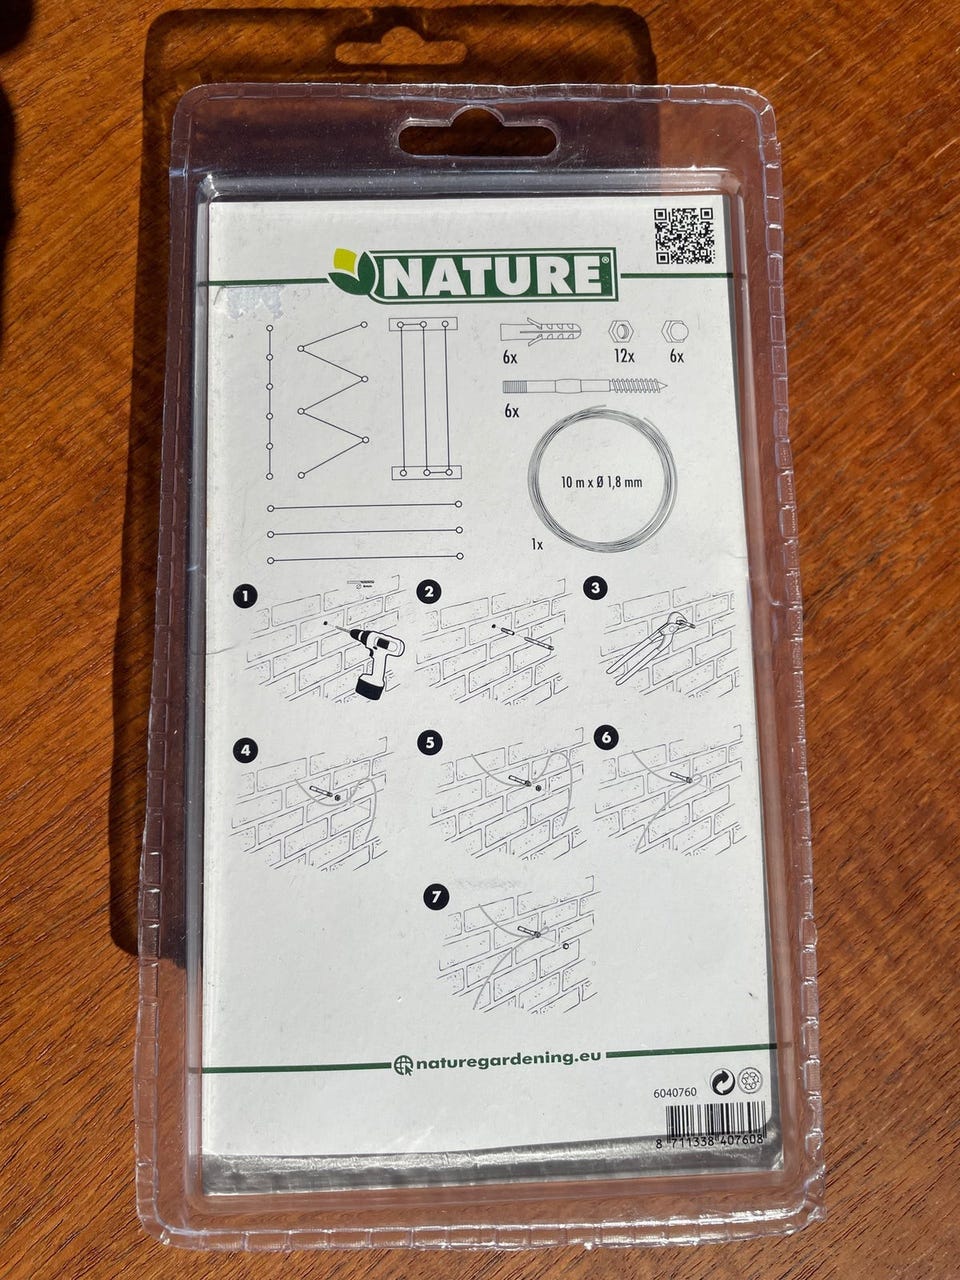 NATURE®
6x
12x
6x
6x
10 m x Ø 1,8 mm
1x
1
2
3
4
5
6
7
naturegardening.eu
6040760
8 711338 407608